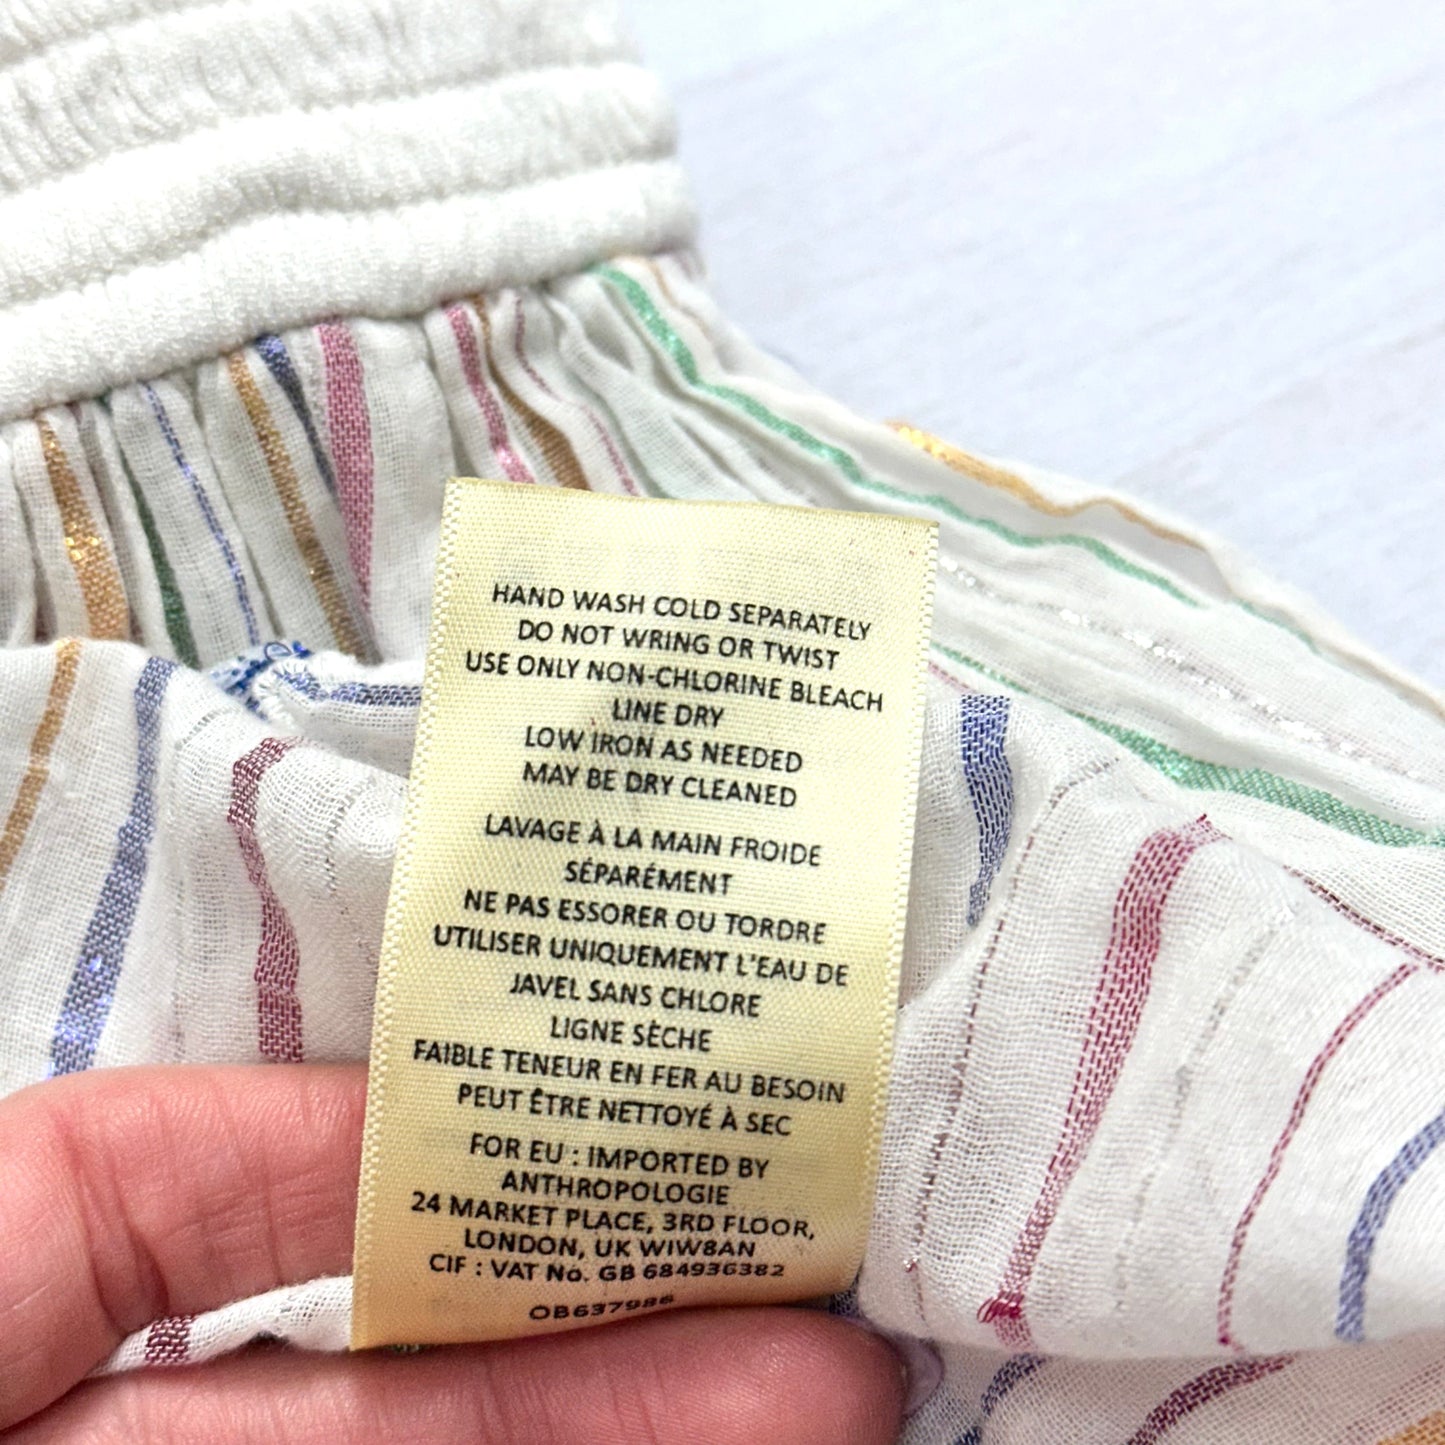 HAND WASH COLD SEPARATELY
DO NOT WRING OR TWIST
USE ONLY NON-CHLORINE BLEACH
LINE DRY
LOW IRON AS NEEDED
MAY BE DRY CLEANED
LAVAGE À LA MAIN FROIDE
SÉPARÉMENT
NE PAS ESSORER OU TORDRE
UTILISER UNIQUEMENT L'EAU DE
JAVEL SANS CHLORE
LIGNE SÈCHE
FAIBLE TENEUR EN FER AU BESOIN
PEUT ÊTRE NETTOYÉ À SEC
FOR EU : IMPORTED BY
ANTHROPOLOGIE
24 MARKET PLACE, 3RD FLOOR,
LONDON, UK WIW8AN
CIF : VAT No. GB 684936382
OB637986